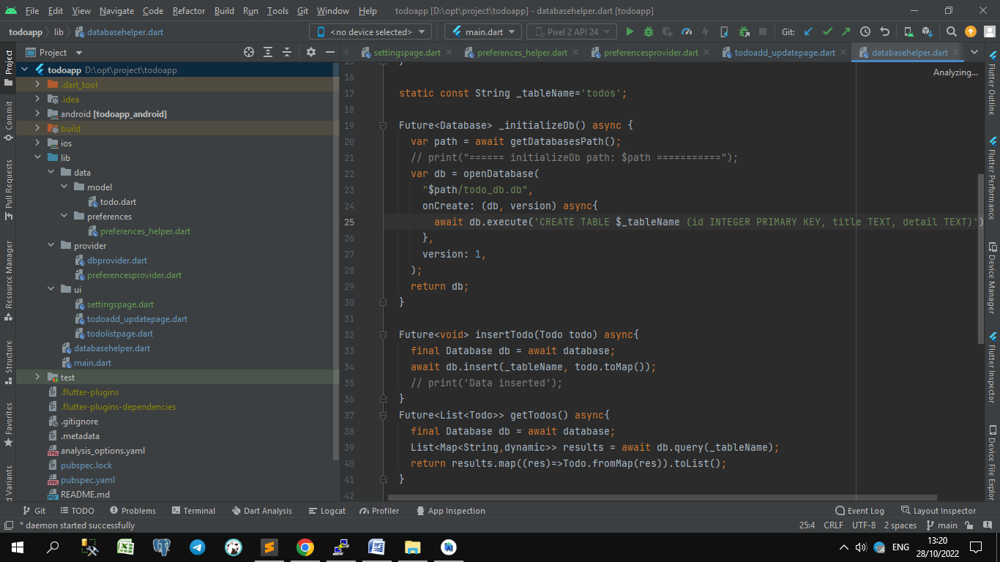 File Edit View Navigate Code Refactor Build Run Tools Git Window Help todoapp [D:\opt\project\todoapp] - databasehelper.dart [todoapp]
todoapp lib databasehelper.dart <no device selected> main.dart Pixel 2 API 24 Git:
Project settingspage.dart preferences_helper.dart preferencesprovider.dart todoadd_updatepage.dart databasehelper.dart
Analyzing...
Project
Commit
Pull Requests
Resource Manager
Structure
Favorites
d Variants
todoapp D:\opt\project\todoapp
.dart_tool
.idea
android [todoapp_android]
build
ios
lib
data
model
todo.dart
preferences
preferences_helper.dart
provider
dbprovider.dart
preferencesprovider.dart
ui
settingspage.dart
todoadd_updatepage.dart
todolistpage.dart
databasehelper.dart
main.dart
test
.flutter-plugins
.flutter-plugins-dependencies
.gitignore
.metadata
analysis_options.yaml
pubspec.lock
pubspec.yaml
README.md
15 }
16
17 static const String _tableName='todos';
18
19 Future<Database> _initializeDb() async {
20 var path = await getDatabasesPath();
21 // print("====== initializeDb path: $path ===========");
22 var db = openDatabase(
23 "$path/todo_db.db",
24 onCreate: (db, version) async{
25 await db.execute('CREATE TABLE $_tableName (id INTEGER PRIMARY KEY, title TEXT, detail TEXT)')
26 },
27 version: 1,
28 );
29 return db;
30 }
31
32 Future<void> insertTodo(Todo todo) async{
33 final Database db = await database;
34 await db.insert(_tableName, todo.toMap());
35 // print('Data inserted');
36 }
37 Future<List<Todo>> getTodos() async{
38 final Database db = await database;
39 List<Map<String,dynamic>> results = await db.query(_tableName);
40 return results.map((res)=>Todo.fromMap(res)).toList();
41 }
42
Flutter Outline
Flutter Performance
Flutter Inspector
Device Manager
Device File Explor
Git TODO Problems Terminal Dart Analysis Logcat Profiler App Inspection Event Log Layout Inspector
* daemon started successfully 25:4 CRLF UTF-8 2 spaces main
ENG 13:20
28/10/2022